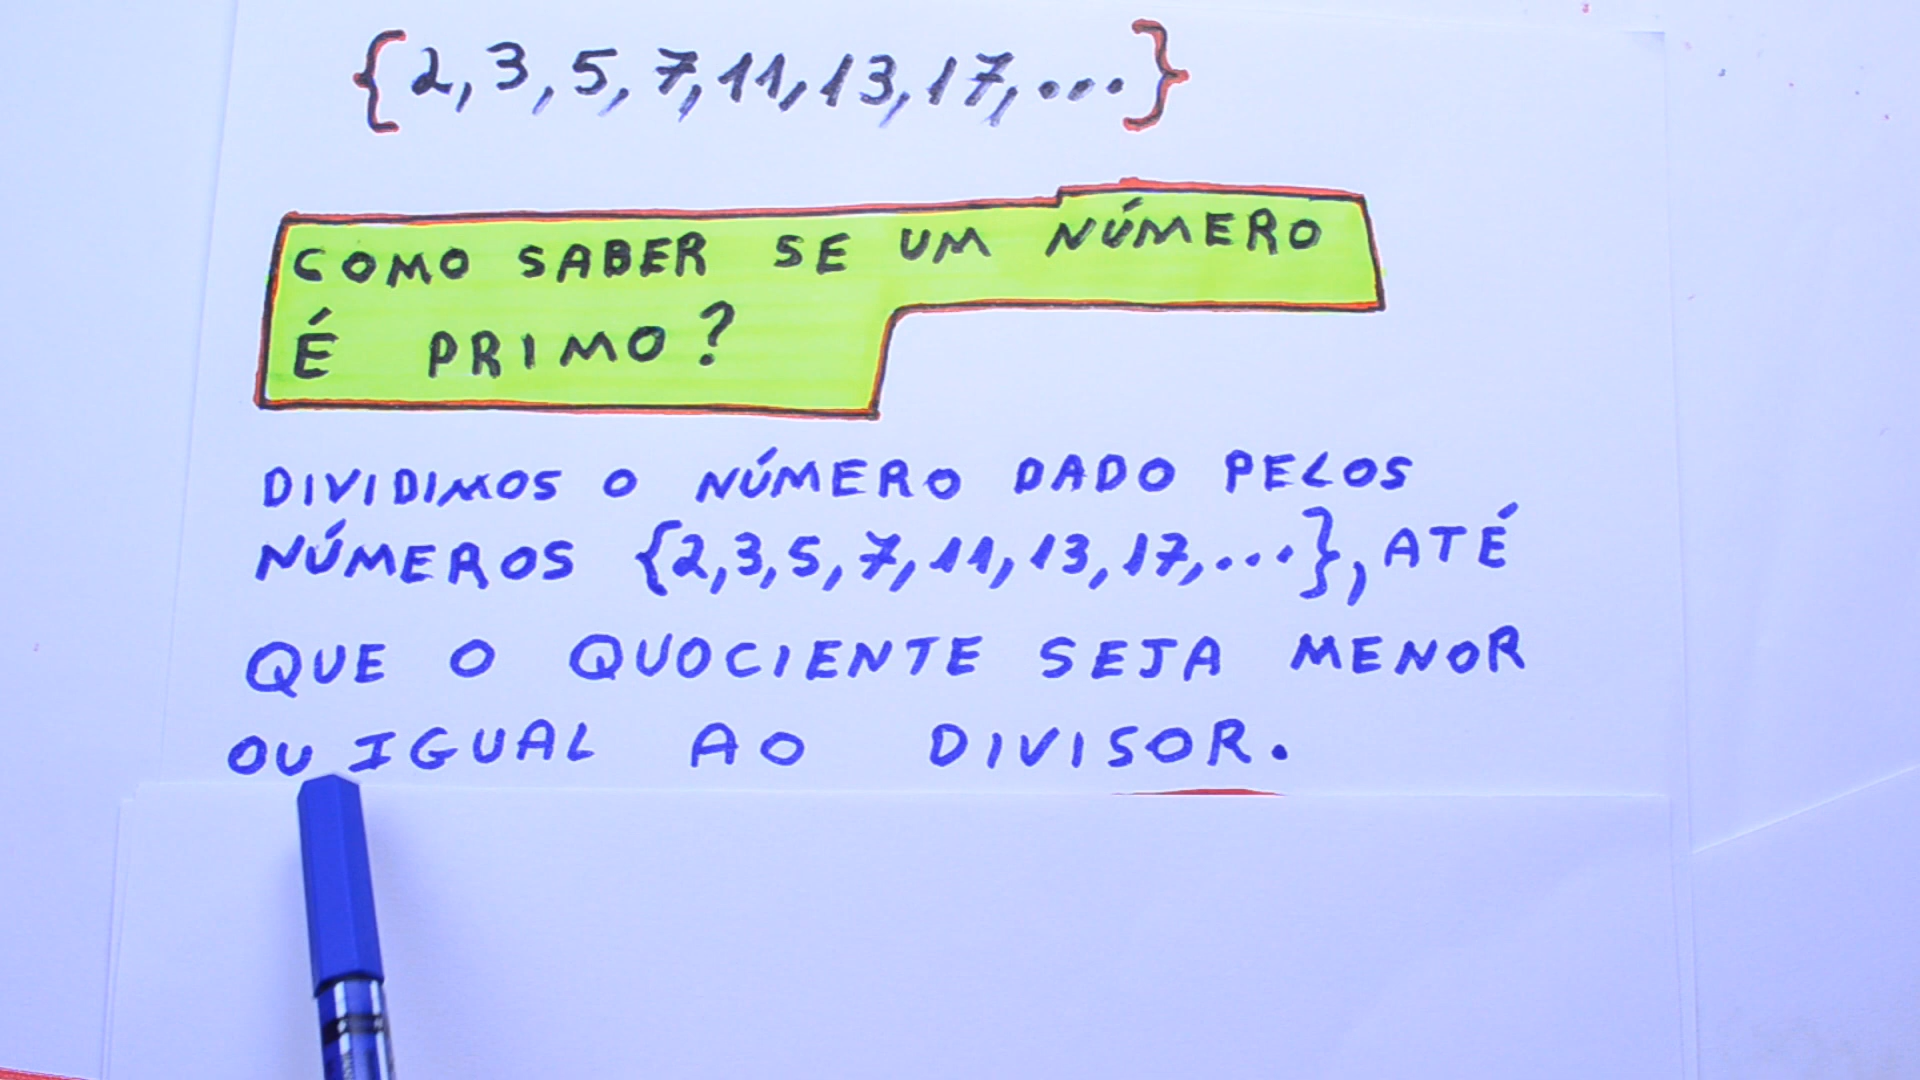 {2,3,5,7,11,13,17,...}
COMO SABER SE UM NÚMERO
É PRIMO?
DIVIDIMOS O NÚMERO DADO PELOS
NÚMEROS {2,3,5,7,11,13,17,...}, ATÉ
QUE O QUOCIENTE SEJA MENOR
OU IGUAL AO DIVISOR.